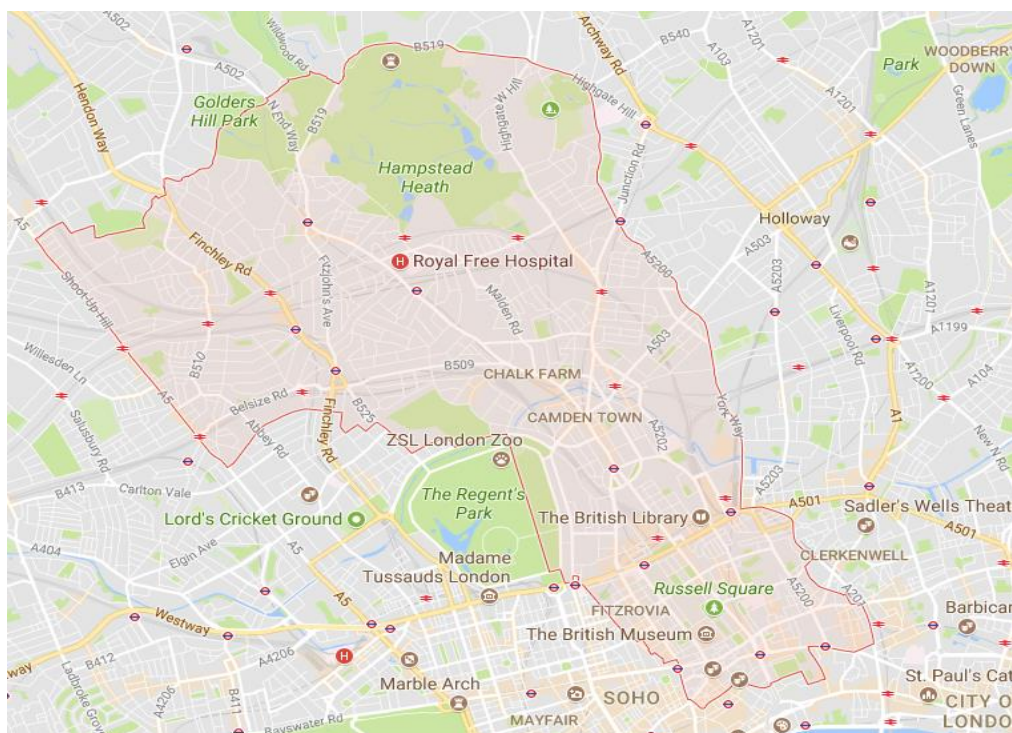 A502
Wildwood Rd
B519
Archway Rd
B540
A103
A1201
WOODBERRY
DOWN
Park
A502
Hendon Way
Golders
Hill Park
N End Way
B519
Highgate W Hill
Highgate Hill
A1201
Green Lanes
Hampstead
Heath
Junction Rd
A5
Holloway
A503
Finchley Rd
Fitzjohn's Ave
Royal Free Hospital
A5200
A5203
Shoot-Up Hill
Maiden Rd
Liverpool Rd
A1201
A1199
Willesden Ln
B510
A503
B509
CHALK FARM
A1200
A104
A5
Belsize Rd
B525
CAMDEN TOWN
York Way
A1
Salusbury Rd
Abbey Rd
Finchley Rd
ZSL London Zoo
A5202
New N Rd
B413
Carlton Vale
A5203
The Regent's
Park
A501
Sadler's Wells Theat
Lord's Cricket Ground
The British Library
A501
A404
Elgin Ave
A5
Madame
Tussauds London
CLERKENWELL
Russell Square
A5200
A201
Westway
A5
FITZROVIA
Barbican
The British Museum
way
B412
A4206
H
Ladbroke Grove
A4206
B411
Marble Arch
SOHO
St. Paul's Cat
MAYFAIR
CITY O
LONDO
Bayswater Rd